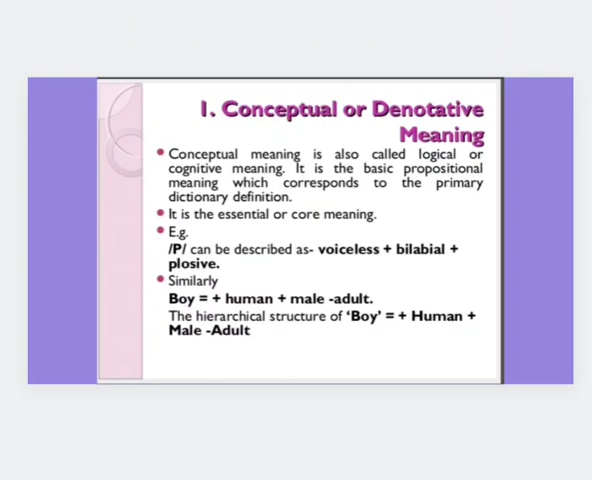 1. Conceptual or Denotative
Meaning
Conceptual meaning is also called logical or
cognitive meaning. It is the basic propositional
meaning which corresponds to the primary
dictionary definition.
It is the essential or core meaning.
E.g.
/P/ can be described as- voiceless + bilabial +
plosive.
Similarly
Boy = + human + male -adult.
The hierarchical structure of ‘Boy’ = + Human +
Male -Adult